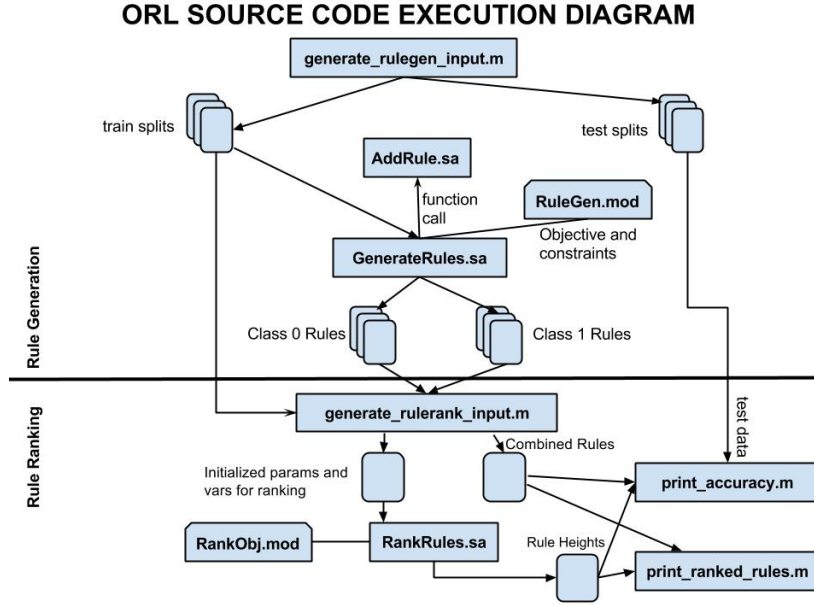 ORL SOURCE CODE EXECUTION DIAGRAM
generate_rulegen_input.m
train splits
test splits
AddRule.sa
function
call
RuleGen.mod
Objective and
constraints
GenerateRules.sa
Rule Generation
Class 0 Rules
Class 1 Rules
generate_rulerank_input.m
test data
Rule Ranking
Combined Rules
Initialized params and
vars for ranking
print_accuracy.m
RankObj.mod
RankRules.sa
Rule Heights
print_ranked_rules.m